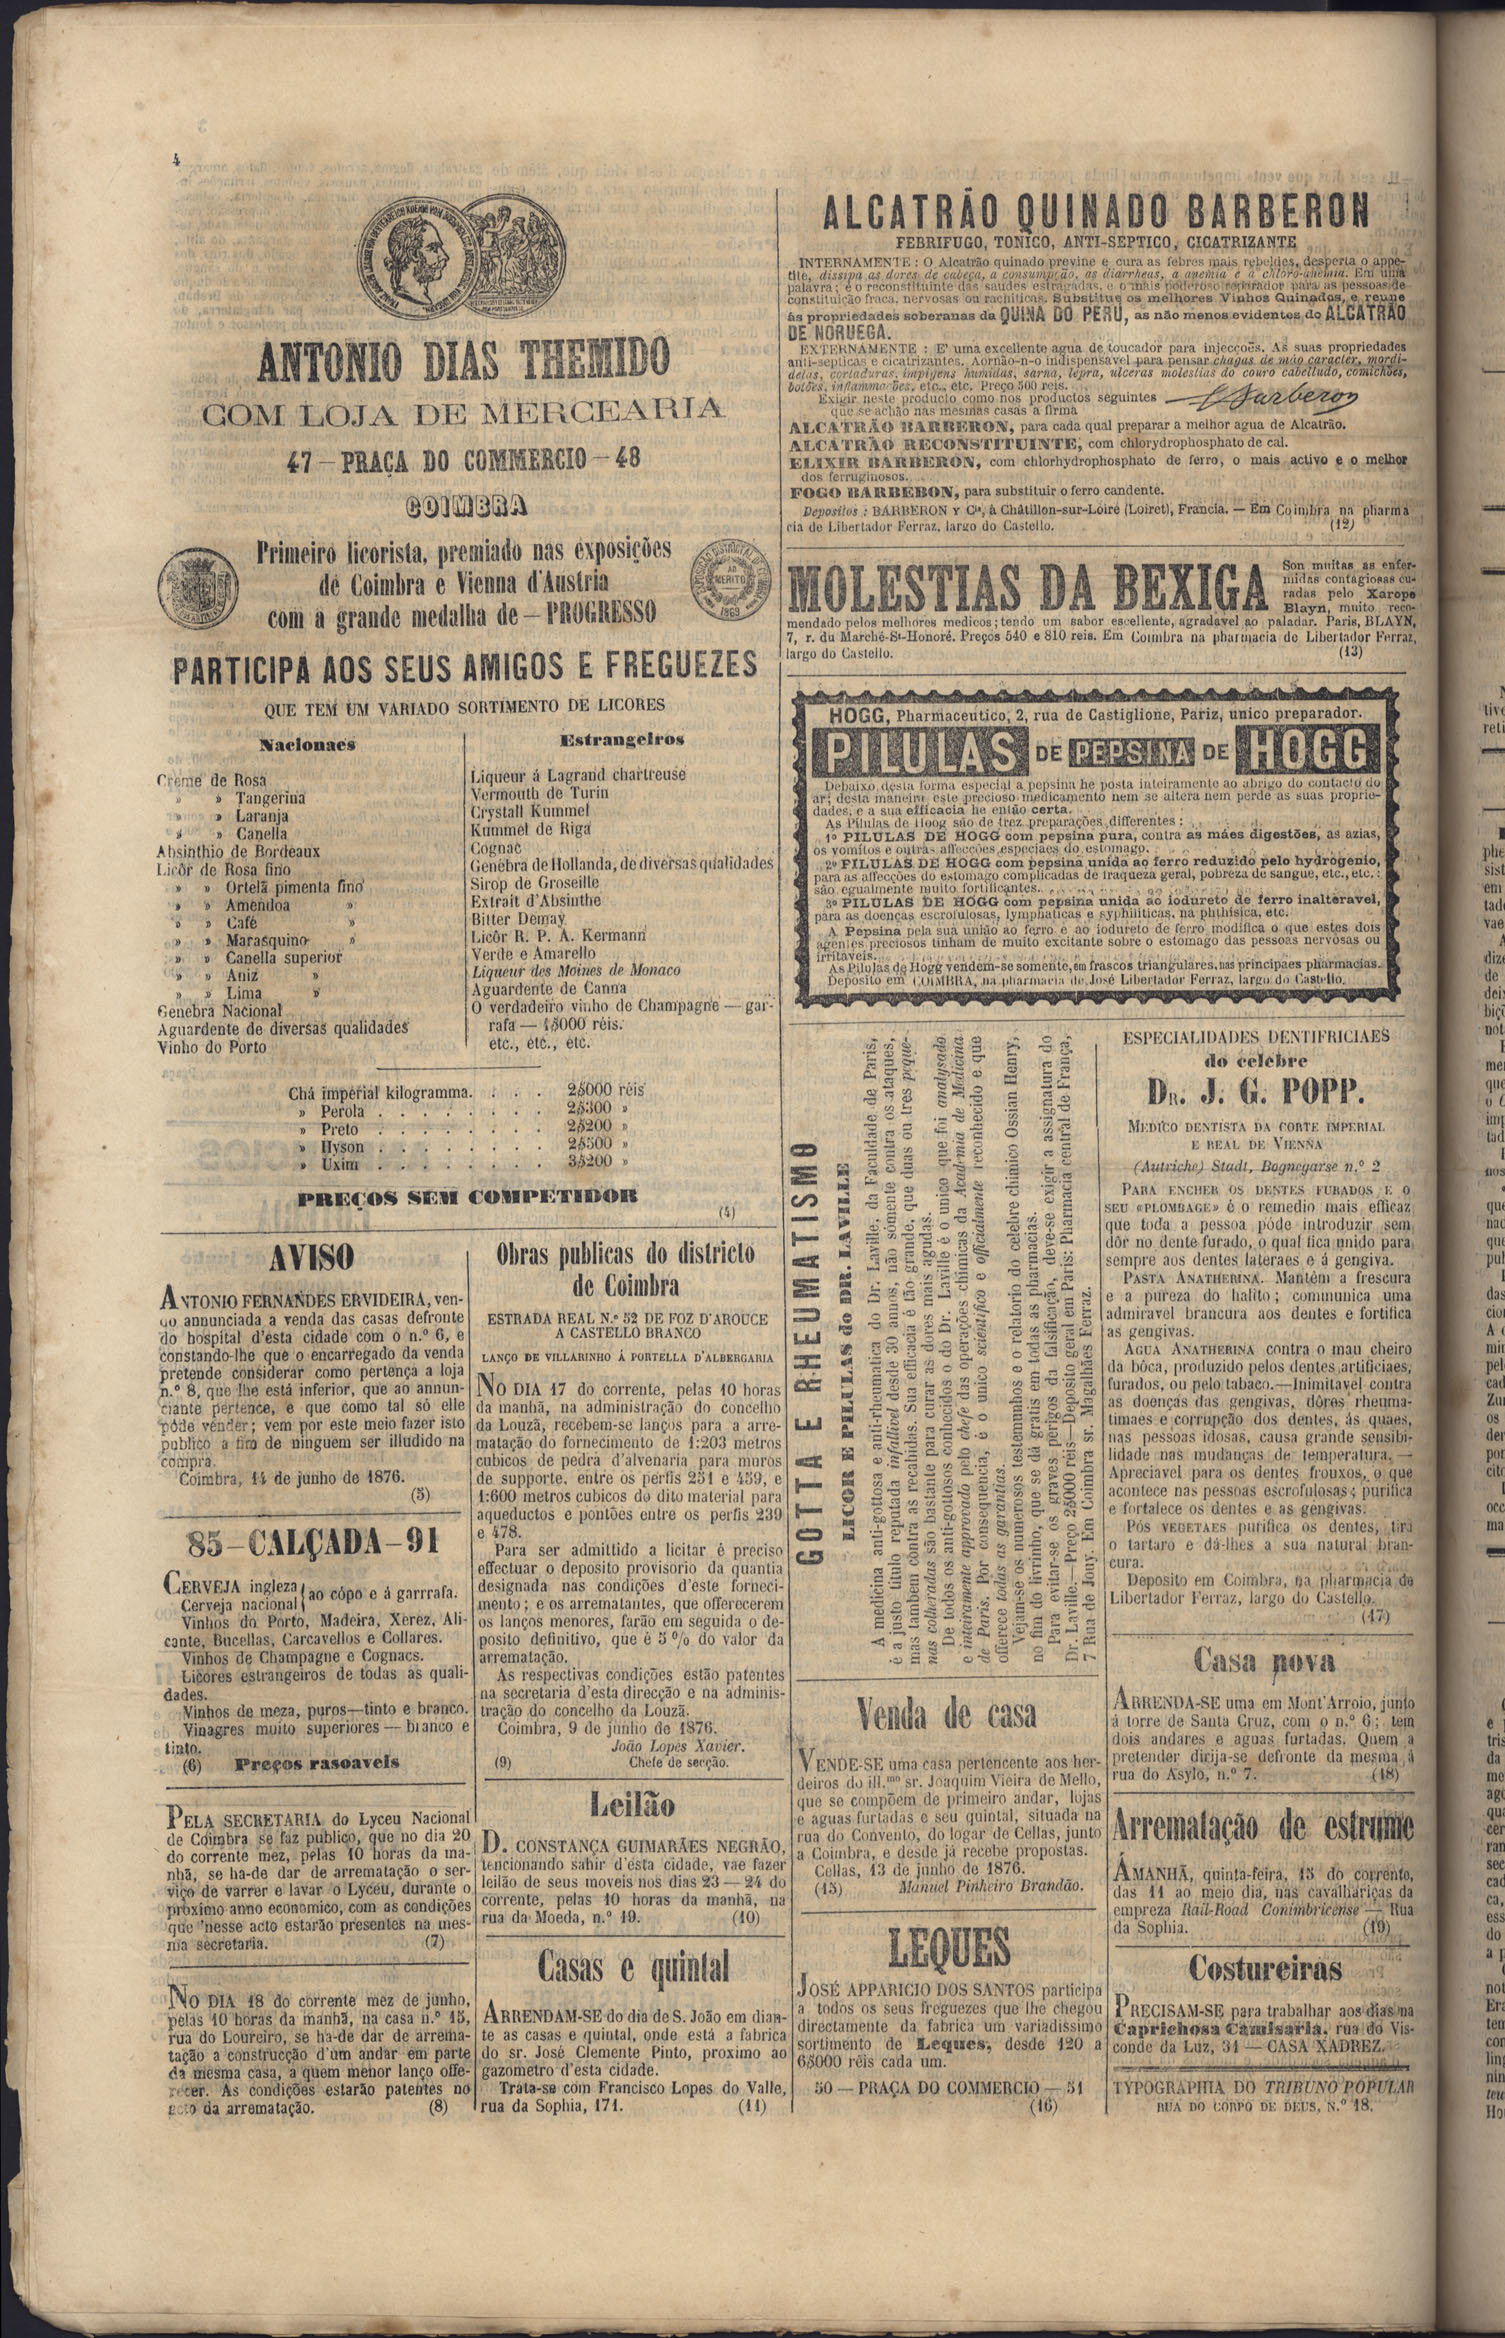 4
ANTONIO DIAS THEMIDO
COM LOJA DE MERCEARIA
47 — PRAÇA DO COMMERCIO — 48
COIMBRA
Primeiro licorista, premiado nas exposições
de Coimbra e Vienna d'Austria
com a grande medalha de — PROGRESSO
AO
MERITO
1869
PARTICIPA AOS SEUS AMIGOS E FREGUEZES
QUE TEM UM VARIADO SORTIMENTO DE LICORES
Nacionaes
Creme de Rosa
» » Tangerina
» » Laranja
» » Canella
Absinthio de Bordeaux
Licôr de Rosa fino
» » Ortelã pimenta fino
» » Amendoa »
» » Café »
» » Marasquino »
» » Canella superior
» » Aniz »
» » Lima »
Genebra Nacional
Aguardente de diversas qualidades
Vinho do Porto
Estrangeiros
Liqueur á Lagrand chartreuse
Vermouth de Turin
Crystall Kummel
Kummel de Riga
Cognac
Genebra de Hollanda, de diversas qualidades
Sirop de Groseille
Extrait d'Absinthe
Bitter Demay
Licôr R. P. A. Kermann
Verde e Amarello
Liqueur des Moines de Monaco
Aguardente de Canna
O verdadeiro vinho de Champagne — gar-
rafa — 1$000 réis.
etc., etc., etc.
Chá imperial kilogramma. . . . 2$000 réis
» Perola . . . . . . . . 2$300 »
» Preto . . . . . . . . 2$200 »
» Hyson . . . . . . . . 2$500 »
» Uxim . . . . . . . . 3$200 »
PREÇOS SEM COMPETIDOR
(4)
AVISO
ANTONIO FERNANDES ERVIDEIRA, ven-
do annunciada a venda das casas defronte
do hospital d'esta cidade com o n.º 6, e
constando-lhe que o encarregado da venda
pretende considerar como pertença a loja
n.º 8, que lhe está inferior, que ao annun-
ciante pertence, e que como tal só elle
póde vender; vem por este meio fazer isto
publico a fim de ninguem ser illudido na
compra.
Coimbra, 14 de junho de 1876.
(5)
85 — CALÇADA — 91
CERVEJA ingleza } ao cópo e á garrrafa.
Cerveja nacional
Vinhos do Porto, Madeira, Xerez, Ali-
cante, Bucellas, Carcavellos e Collares.
Vinhos de Champagne e Cognacs.
Licores estrangeiros de todas as quali-
dades.
Vinhos de meza, puros—tinto e branco.
Vinagres muito superiores — branco e
tinto.
(6) Preços rasoaveis
PELA SECRETARIA do Lyceu Nacional
de Coimbra se faz publico, que no dia 20
do corrente mez, pelas 10 horas da ma-
nhã, se ha-de dar de arrematação o ser-
viço de varrer e lavar o Lyceu, durante o
proximo anno economico, com as condições
que 'nesse acto estarão presentes na mes-
ma secretaria. (7)
NO DIA 18 do corrente mez de junho,
pelas 10 horas da manhã, na casa n.º 15,
rua do Loureiro, se ha-de dar de arrema-
tação a construcção d'um andar em parte
da mesma casa, a quem menor lanço offe-
recer. As condições estarão patentes no
acto da arrematação. (8)
Obras publicas do districto
de Coimbra
ESTRADA REAL N.º 52 DE FOZ D'AROUCE
A CASTELLO BRANCO
LANÇO DE VILLARINHO Á PORTELLA D'ALBERGARIA
NO DIA 17 do corrente, pelas 10 horas
da manhã, na administração do concelho
da Louzã, recebem-se lanços para a arre-
matação do fornecimento de 1:203 metros
cubicos de pedra d'alvenaria para muros
de supporte, entre os perfis 251 e 459, e
1:600 metros cubicos do dito material para
aqueductos e pontões entre os perfis 239
e 478.
Para ser admittido a licitar é preciso
effectuar o deposito provisorio da quantia
designada nas condições d'este forneci-
mento; e os arrematantes, que offerecerem
os lanços menores, farão em seguida o de-
posito definitivo, que é 5 % do valor da
arrematação.
As respectivas condições estão patentes
na secretaria d'esta direcção e na adminis-
tração do concelho da Louzã.
Coimbra, 9 de junho de 1876.
João Lopes Xavier.
(9) Chefe de secção.
Leilão
D. CONSTANÇA GUIMARÃES NEGRÃO,
tencionando sahir d'esta cidade, vae fazer
leilão de seus moveis nos dias 23 — 24 do
corrente, pelas 10 horas da manhã, na
rua da Moeda, n.º 19. (10)
Casas e quintal
ARRENDAM-SE do dia de S. João em dian-
te as casas e quintal, onde está a fabrica
do sr. José Clemente Pinto, proximo ao
gazometro d'esta cidade.
Trata-se com Francisco Lopes do Valle,
rua da Sophia, 171. (11)
ALCATRÃO QUINADO BARBERON
FEBRIFUGO, TONICO, ANTI-SEPTICO, CICATRIZANTE
INTERNAMENTE : O Alcatrão quinado previne e cura as febres mais rebeldes, desperta o appe-
tite, dissipa as dores de cabeça, a consumpção, as diarrheas, a anemia e a chloro-anemia. Em uma
palavra; é o reconstituinte das saudes estragadas, e o mais poderoso reparador para as pessoas de
constituição fraca, nervosas ou rachiticas. Substitue os melhores Vinhos Quinados, e reune
ás propriedades soberanas da QUINA DO PERU, as não menos evidentes do ALCATRÃO
DE NORUEGA.
EXTERNAMENTE : E' uma excellente agua de toucador para injecções. As suas propriedades
anti-septicas e cicatrizantes. Aornão-n-o indispensavel para pensar chagas de máo caracter, mordi-
delas, cortaduras, impigens humidas, sarna, lepra, ulceras molestias do couro cabelludo, comichões,
botões, inflammações, etc., etc. Preço 500 reis.
Exigir neste producto como nos productos seguintes
que se achão nas mesmas casas a firma
Barberon
ALCATRÃO BARBERON, para cada qual preparar a melhor agua de Alcatrão.
ALCATRÃO RECONSTITUINTE, com chlorydrophosphato de cal.
ELIXIR BARBERON, com chlorhydrophosphato de ferro, o mais activo e o melhor
dos ferruginosos.
FOGO BARBEBON, para substituir o ferro candente.
Depositos : BARBERON Y Cia, à Châtillon-sur-Loire (Loiret), Francia. — Em Coimbra na pharma
cia de Libertador Ferraz, largo do Castello. (12)
MOLESTIAS DA BEXIGA
Son muitas as enfer-
midas contagiosas cu-
radas pelo Xarope
Blayn, muito reco-
mendado pelos melhores medicos; tendo um sabor escellente, agradavel ao paladar. Paris, BLAYN,
7, r. du Marché-St-Honoré. Preços 540 e 810 reis. Em Coimbra na pharmacia de Libertador Ferraz,
largo do Castello. (13)
HOGG, Pharmaceutico, 2, rua de Castiglione, Pariz, unico preparador.
PILULAS DE PEPSINA DE HOGG
Debaixo desta forma especial a pepsina he posta inteiramente ao abrigo do contacto do
ar; desta maneira este precioso medicamento nem se altera nem perde as suas proprie-
dades, e a sua efficacia he então certa.
As Pilulas de Hoog são de trez preparações differentes :
1º PILULAS DE HOGG com pepsina pura, contra as máes digestões, as azias,
os vomitos e outras affecções especiaes do estomago.
2º PILULAS DE HOGG com pepsina unida ao ferro reduzido pelo hydrogenio,
para as affecções do estomago complicadas de fraqueza geral, pobreza de sangue, etc., etc.:
são egualmente muito fortificantes.
3º PILULAS DE HOGG com pepsina unida ao iodureto de ferro inalteravel,
para as doenças escrofulosas, lymphaticas e syphiliticas, na phthisica, etc.
A Pepsina pela sua união ao ferro e ao iodureto de ferro modifica o que estes dois
agentes preciosos tinham de muito excitante sobre o estomago das pessoas nervosas ou
irritaveis.
As Pilulas de Hogg vendem-se somente, em frascos triangulares, nas principaes pharmacias.
Deposito em COIMBRA, na pharmacia de José Libertador Ferraz, largo do Castello.
GOTTA E RHEUMATISMO
LICOR E PILULAS do DR. LAVILLE
A medicina anti-gottosa e anti-rheumatica do Dr. Laville, da Faculdade de Paris,
é a justo titulo reputada infallivel desde 30 annos, não sómente contra os ataques,
mas tambem contra as recahidas. Sua efficacia é tão grande, que duas ou tres peque-
nas colheradas são bastante para curar as dores mais agudas.
De todos os anti-gottosos conhecidos o do Dr. Laville é o unico que foi analysado
e inteiramente approvado pelo chefe das operações chimicas da Academia de Medicina
de Paris. Por consequencia, é o unico scientifico e officialmente reconhecido e que
offerece todas as garantias.
Vejam-se os numerosos testemunhos e o relatorio do celebre chimico Ossian Henry,
no fim do livrinho, que se dá gratis em todas as pharmacias.
Para evitar-se os graves perigos da falsificação, deve-se exigir a assignatura do
Dr. Laville.—Preço 2$000 réis—Deposito geral em Paris: Pharmacia central de França,
7 Rua de Jouy. Em Coimbra sr. Magalhães Ferraz.
Venda de casa
VENDE-SE uma casa pertencente aos her-
deiros do ill.mo sr. Joaquim Vieira de Mello,
que se compõem de primeiro andar, lojas
e aguas furtadas e seu quintal, situada na
rua do Convento, do logar de Cellas, junto
a Coimbra, e desde já recebe propostas.
Cellas, 13 de junho de 1876.
(15) Manuel Pinheiro Brandão.
LEQUES
JOSÉ APPARICIO DOS SANTOS participa
a todos os seus freguezes que lhe chegou
directamente da fabrica um variadissimo
sortimento de Leques, desde 120 a
6$000 réis cada um.
50 — PRAÇA DO COMMERCIO — 51
(16)
ESPECIALIDADES DENTIFRICIAES
do celebre
DR. J. G. POPP.
MEDICO DENTISTA DA CORTE IMPERIAL
E REAL DE VIENNA
(Autriche) Stadt, Bognegarse n.º 2
PARA ENCHER OS DENTES FURADOS E O
SEU «PLOMBAGE» é o remedio mais efficaz
que toda a pessoa póde introduzir sem
dôr no dente furado, o qual fica unido para
sempre aos dentes lateraes e á gengiva.
PASTA ANATHERINA. Mantém a frescura
e a pureza do halito; communica uma
admiravel brancura aos dentes e fortifica
as gengivas.
AGUA ANATHERINA contra o mau cheiro
da bôca, produzido pelos dentes artificiaes,
furados, ou pelo tabaco.—Inimitavel contra
as doenças das gengivas, dôres rheuma-
timaes e corrupção dos dentes, ás quaes,
nas pessoas idosas, causa grande sensibi-
lidade nas mudanças de temperatura.—
Apreciavel para os dentes frouxos, o que
acontece nas pessoas escrofulosas; purifica
e fortalece os dentes e as gengivas.
PÓS VEGETAES purifica os dentes, tira
o tartaro e dá-lhes a sua natural bran-
cura.
Deposito em Coimbra, na pharmacia de
Libertador Ferraz, largo do Castello.
(17)
Casa nova
ARRENDA-SE uma em Mont'Arroio, junto
á torre de Santa Cruz, com o n.º 6; tem
dois andares e aguas furtadas. Quem a
pretender dirija-se defronte da mesma á
rua do Asylo, n.º 7. (18)
Arrematação de estrume
ÁMANHÃ, quinta-feira, 15 do corrente,
das 11 ao meio dia, nas cavalhariças da
empreza Rail-Road Conimbricense — Rua
da Sophia. (19)
Costureiras
PRECISAM-SE para trabalhar aos dias na
Caprichosa Camisaria, rua do Vis-
conde da Luz, 31 — CASA XADREZ.
TYPOGRAPHIA DO TRIBUNO POPULAR
RUA DO CORPO DE DEUS, N.º 18.